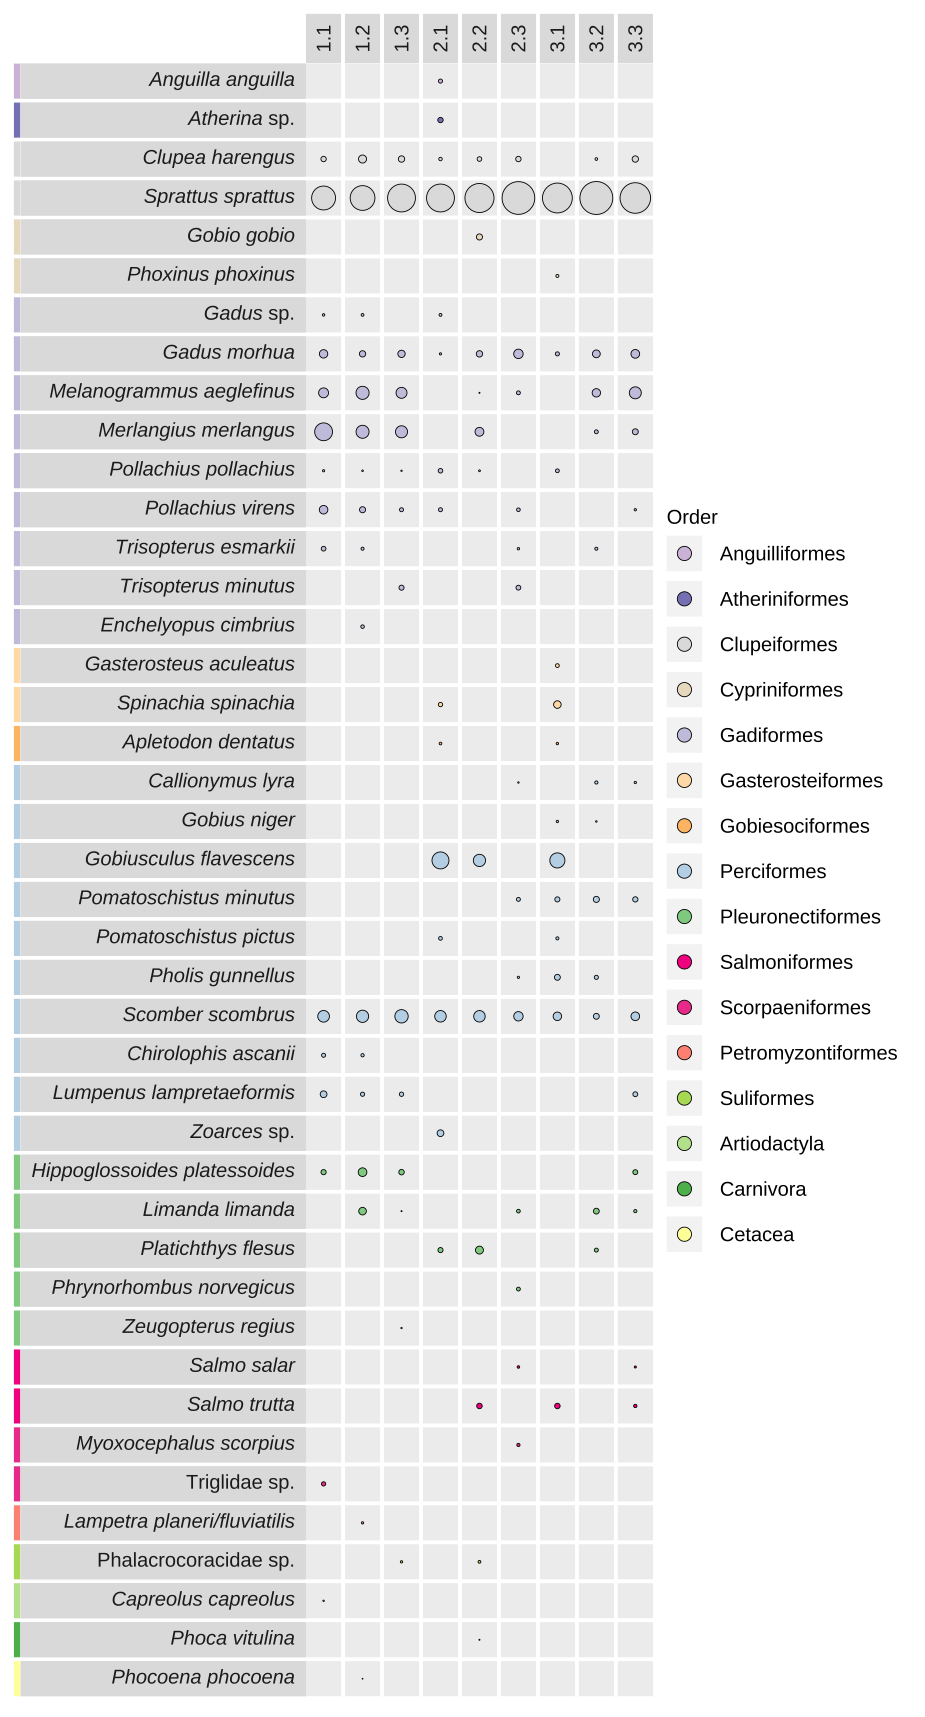 1.1 1.2 1.3 2.1 2.2 2.3 3.1 3.2 3.3
Anguilla anguilla
Atherina sp.
Clupea harengus
Sprattus sprattus
Gobio gobio
Phoxinus phoxinus
Gadus sp.
Gadus morhua
Melanogrammus aeglefinus
Merlangius merlangus
Pollachius pollachius
Pollachius virens
Trisopterus esmarkii
Trisopterus minutus
Enchelyopus cimbrius
Gasterosteus aculeatus
Spinachia spinachia
Apletodon dentatus
Callionymus lyra
Gobius niger
Gobiusculus flavescens
Pomatoschistus minutus
Pomatoschistus pictus
Pholis gunnellus
Scomber scombrus
Chirolophis ascanii
Lumpenus lampretaeformis
Zoarces sp.
Hippoglossoides platessoides
Limanda limanda
Platichthys flesus
Phrynorhombus norvegicus
Zeugopterus regius
Salmo salar
Salmo trutta
Myoxocephalus scorpius
Triglidae sp.
Lampetra planeri/fluviatilis
Phalacrocoracidae sp.
Capreolus capreolus
Phoca vitulina
Phocoena phocoena
Order
Anguilliformes
Atheriniformes
Clupeiformes
Cypriniformes
Gadiformes
Gasterosteiformes
Gobiesociformes
Perciformes
Pleuronectiformes
Salmoniformes
Scorpaeniformes
Petromyzontiformes
Suliformes
Artiodactyla
Carnivora
Cetacea